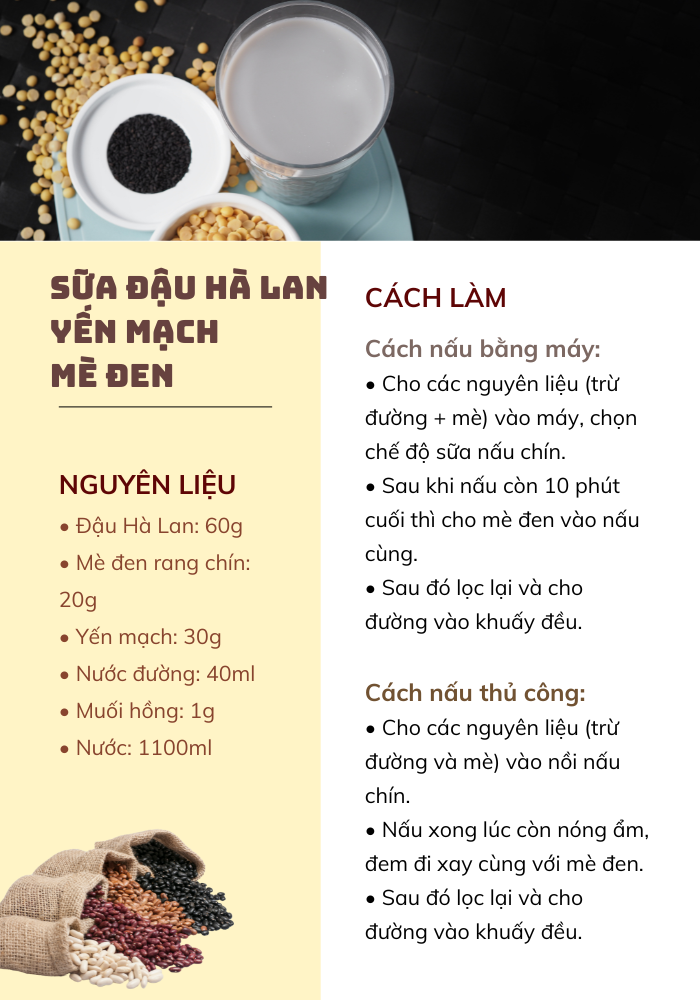 SỮA ĐẬU HÀ LAN
YẾN MẠCH
MÈ ĐEN
NGUYÊN LIỆU
• Đậu Hà Lan: 60g
• Mè đen rang chín:
20g
• Yến mạch: 30g
• Nước đường: 40ml
• Muối hồng: 1g
• Nước: 1100ml
CÁCH LÀM
Cách nấu bằng máy:
• Cho các nguyên liệu (trừ
đường + mè) vào máy, chọn
chế độ sữa nấu chín.
• Sau khi nấu còn 10 phút
cuối thì cho mè đen vào nấu
cùng.
• Sau đó lọc lại và cho
đường vào khuấy đều.
Cách nấu thủ công:
• Cho các nguyên liệu (trừ
đường và mè) vào nồi nấu
chín.
• Nấu xong lúc còn nóng ẩm,
đem đi xay cùng với mè đen.
• Sau đó lọc lại và cho
đường vào khuấy đều.